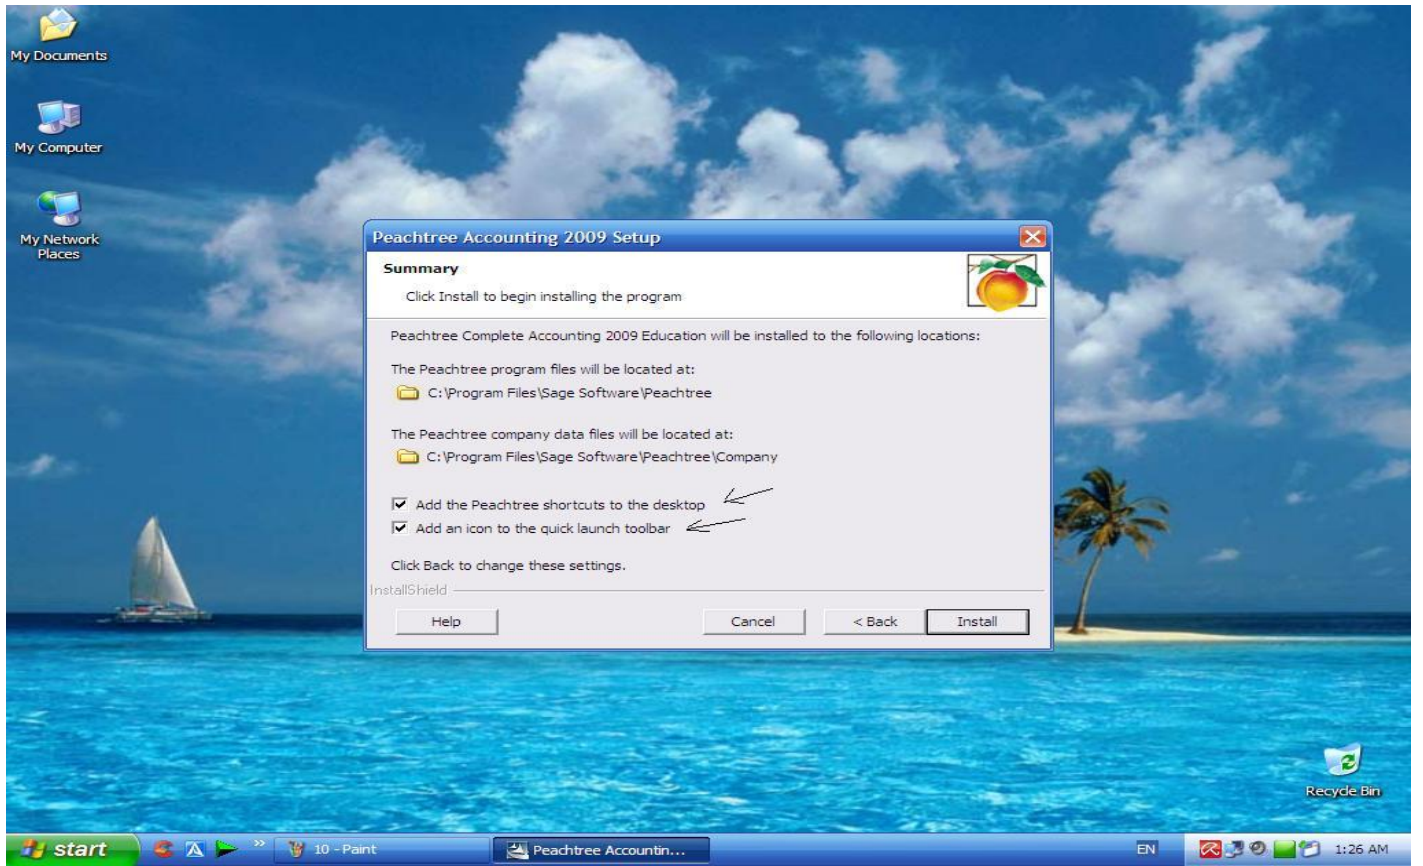 My Documents
My Computer
My Network
Places
Peachtree Accounting 2009 Setup
Summary
Click Install to begin installing the program
Peachtree Complete Accounting 2009 Education will be installed to the following locations:
The Peachtree program files will be located at:
C:\Program Files\Sage Software\Peachtree
The Peachtree company data files will be located at:
C:\Program Files\Sage Software\Peachtree\Company
Add the Peachtree shortcuts to the desktop
Add an icon to the quick launch toolbar
Click Back to change these settings.
InstallShield
Help
Cancel
< Back
Install
Recycle Bin
start
10 - Paint
Peachtree Accountin...
EN
1:26 AM